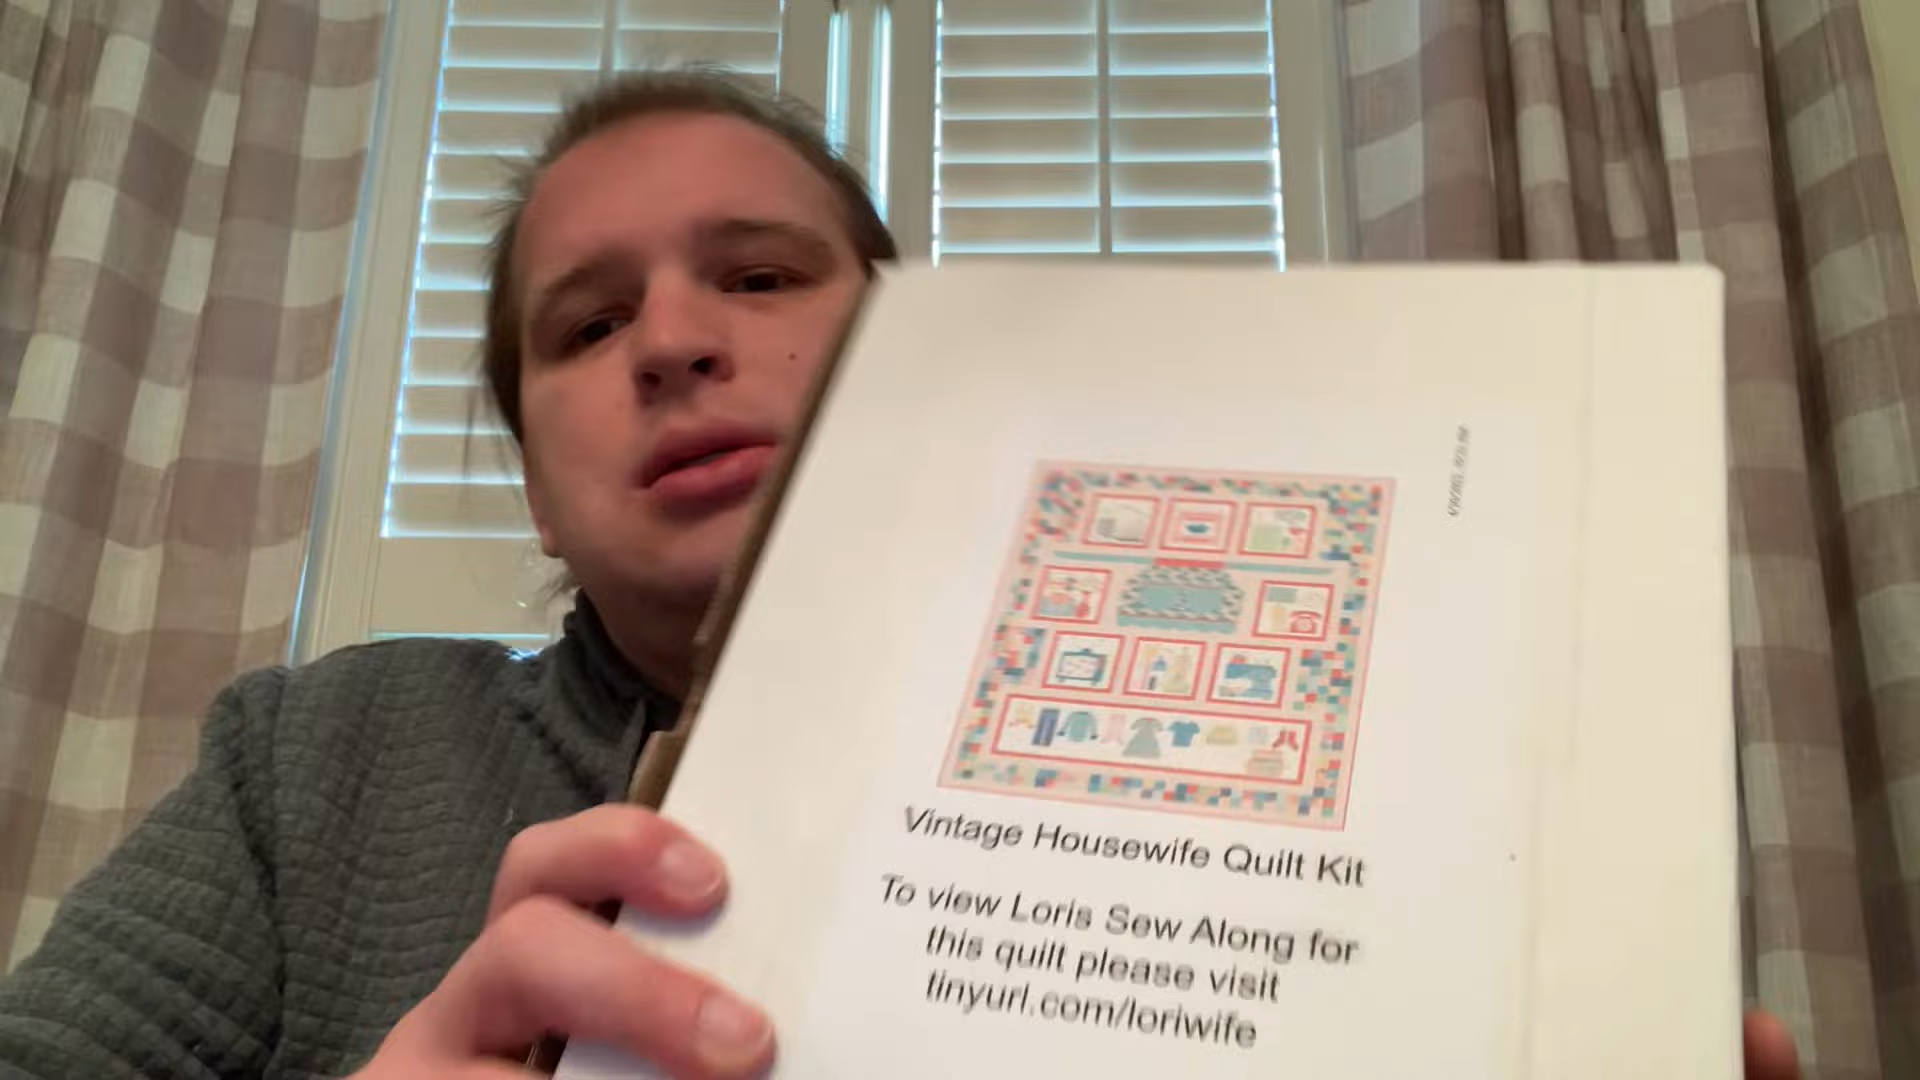 Vintage Housewife Quilt Kit
To view Loris Sew Along for
this quilt please visit
tinyurl.com/loriwife